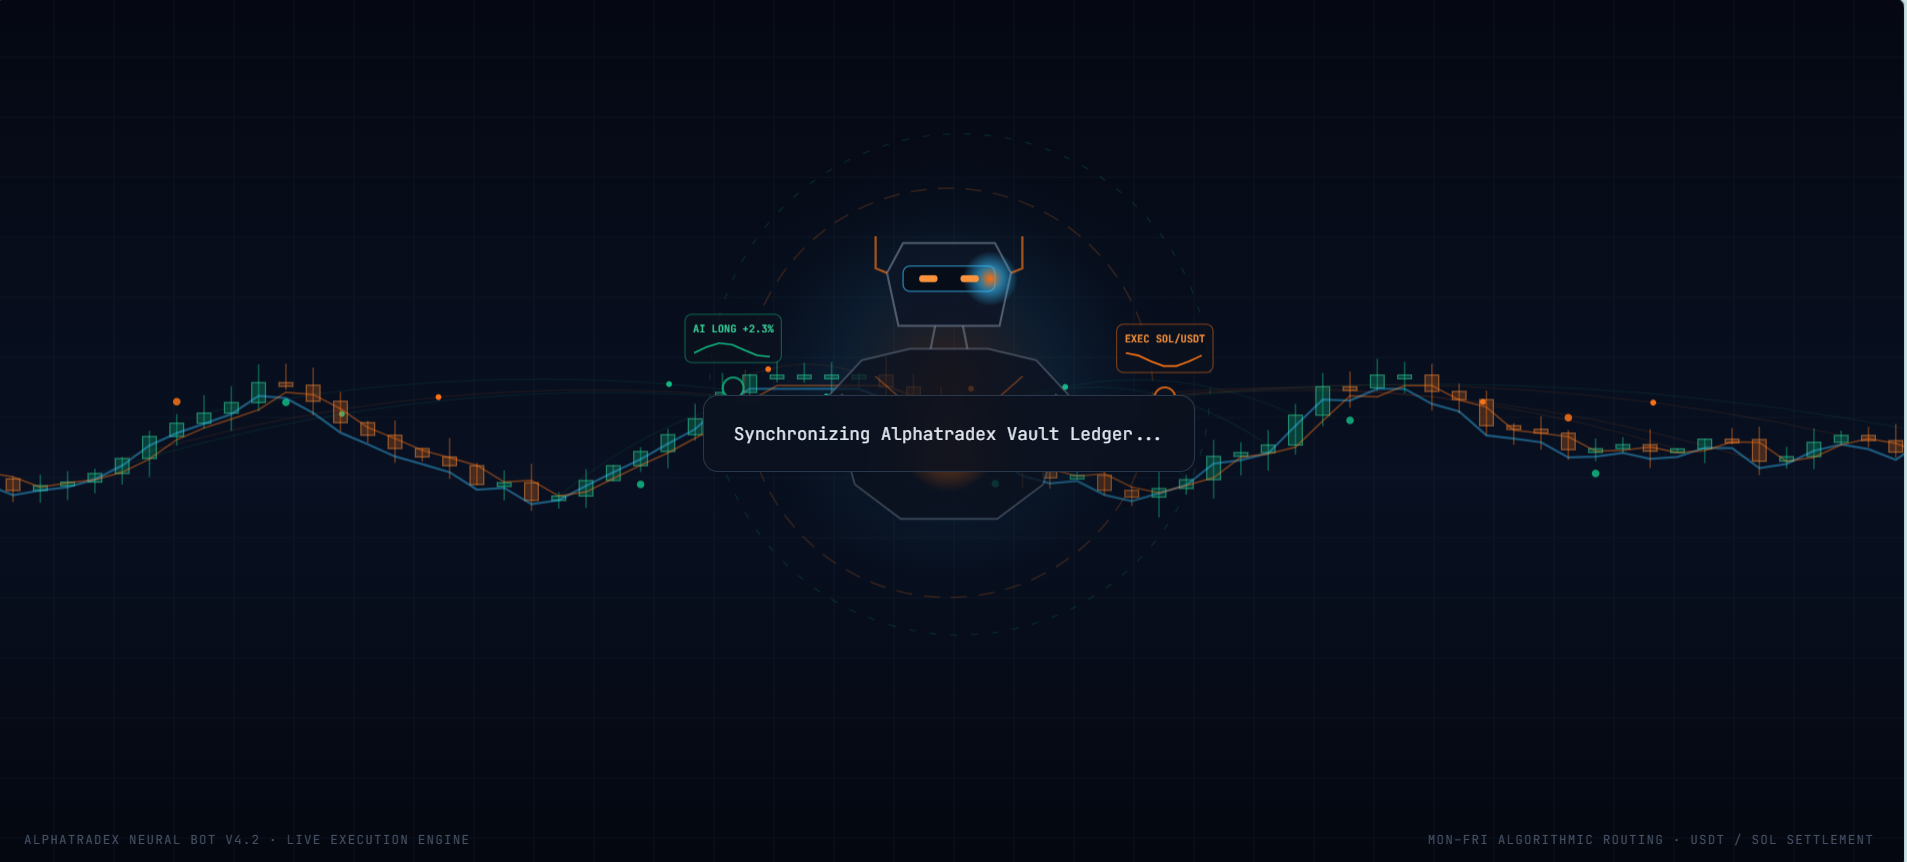 AI LONG +2.3%
EXEC SOL/USDT
Synchronizing Alphatradex Vault Ledger...
ALPHATRADEX NEURAL BOT V4.2 · LIVE EXECUTION ENGINE
MON-FRI ALGORITHMIC ROUTING · USDT / SOL SETTLEMENT